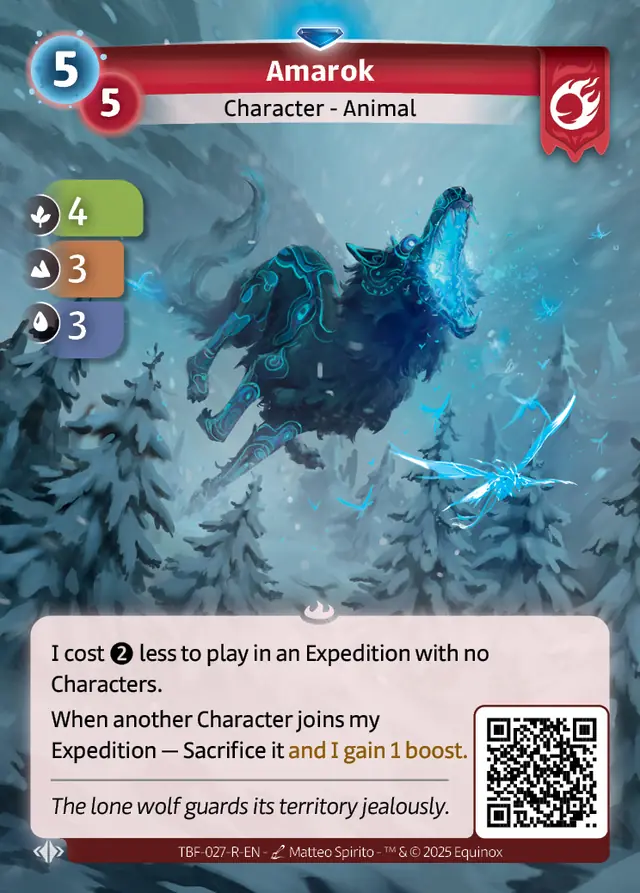 5
Amarok
5
Character - Animal
4
3
3
I cost 2 less to play in an Expedition with no
Characters.
When another Character joins my
Expedition — Sacrifice it and I gain 1 boost.
The lone wolf guards its territory jealously.
TBF-027-R-EN - Matteo Spirito - ™ & © 2025 Equinox